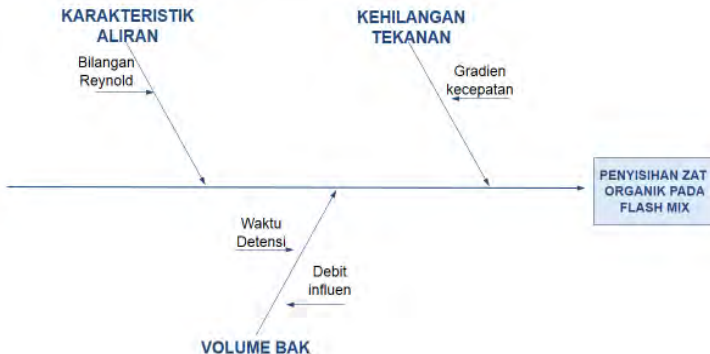 KARAKTERISTIK
ALIRAN
Bilangan
Reynold
KEHILANGAN
TEKANAN
Gradien
kecepatan
PENYISIHAN ZAT
ORGANIK PADA
FLASH MIX
Waktu
Detensi
Debit
influen
VOLUME BAK